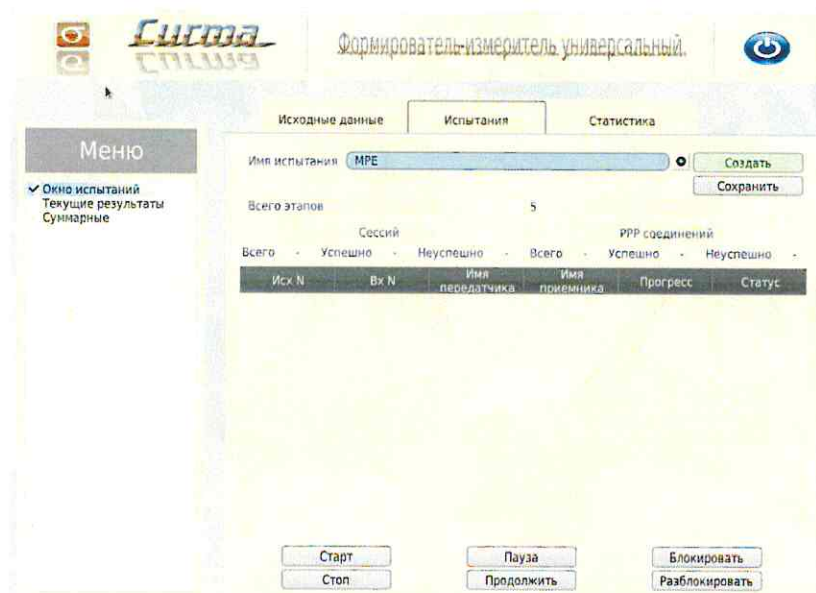 Сигма
Формирователь-измеритель универсальный.
Исходные данные
Испытания
Статистика
Меню
Окно испытаний
Текущие результаты
Суммарные
Имя испытания MPE
Создать
Сохранить
Всего этапов 5
Сессий
PPP соединений
Всего - Успешно - Неуспешно - Всего - Успешно - Неуспешно -
Исх N
Вх N
Имя передатчика
Имя приемника
Прогресс
Статус
Старт
Пауза
Блокировать
Стоп
Продолжить
Разблокировать